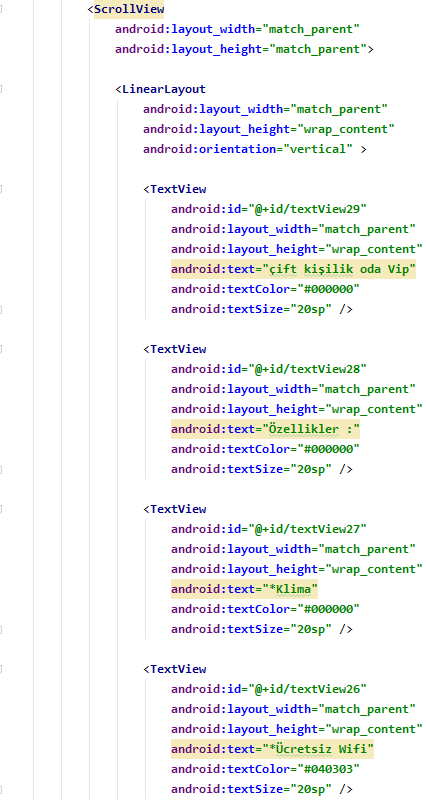 <ScrollView
android:layout_width="match_parent"
android:layout_height="match_parent">
<LinearLayout
android:layout_width="match_parent"
android:layout_height="wrap_content"
android:orientation="vertical" >
<TextView
android:id="@+id/textView29"
android:layout_width="match_parent"
android:layout_height="wrap_content"
android:text="çift kişilik oda Vip"
android:textColor="#000000"
android:textSize="20sp" />
<TextView
android:id="@+id/textView28"
android:layout_width="match_parent"
android:layout_height="wrap_content"
android:text="Özellikler :"
android:textColor="#000000"
android:textSize="20sp" />
<TextView
android:id="@+id/textView27"
android:layout_width="match_parent"
android:layout_height="wrap_content"
android:text="*Klima"
android:textColor="#000000"
android:textSize="20sp" />
<TextView
android:id="@+id/textView26"
android:layout_width="match_parent"
android:layout_height="wrap_content"
android:text="*Ücretsiz Wifi"
android:textColor="#040303"
android:textSize="20sp" />